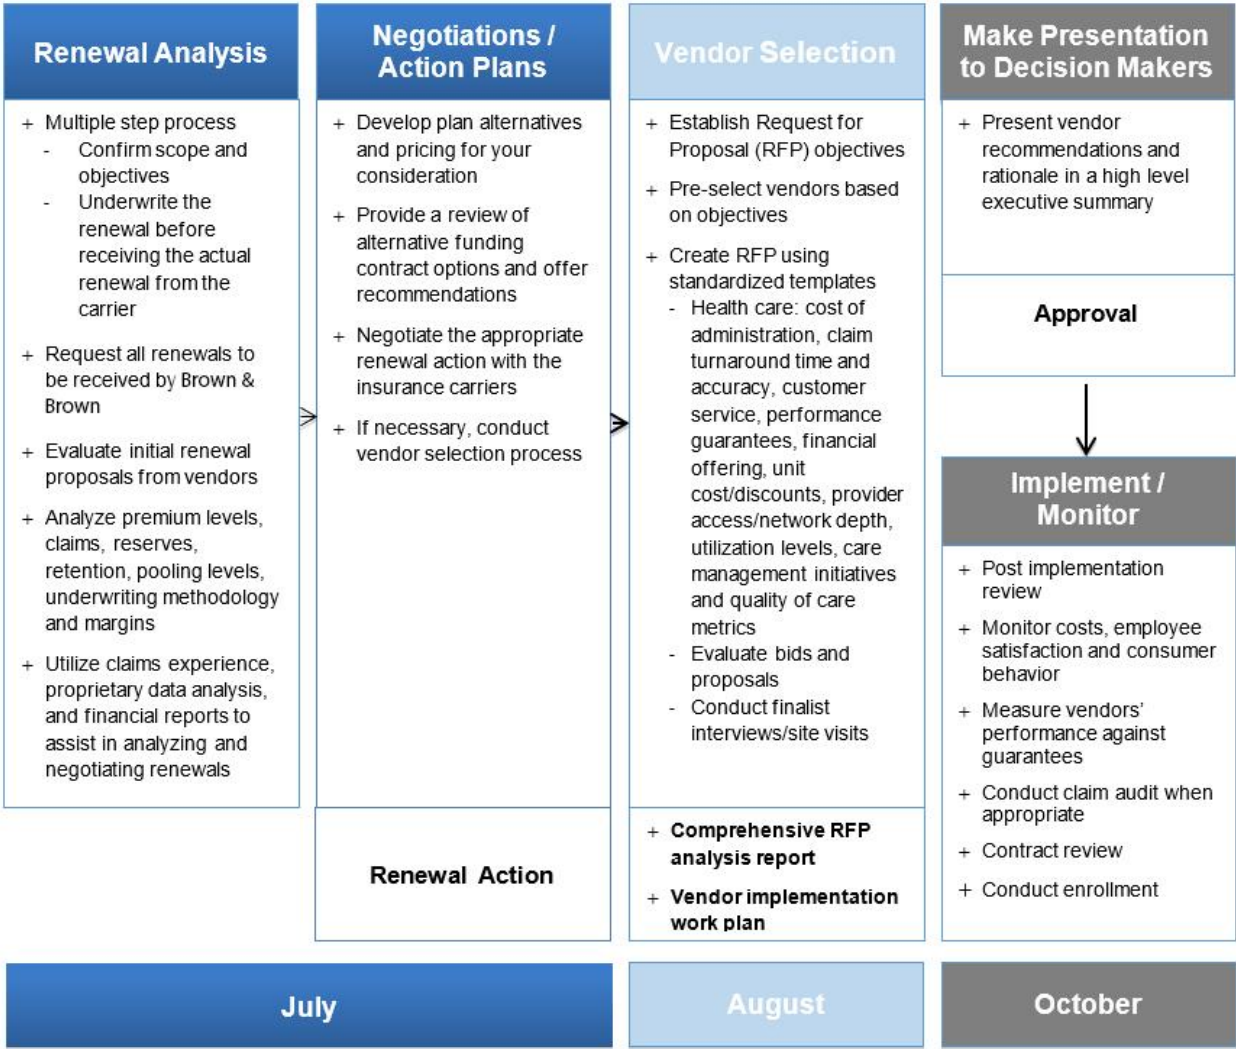 Renewal Analysis
+ Multiple step process
- Confirm scope and
objectives
- Underwrite the
renewal before
receiving the actual
renewal from the
carrier
+ Request all renewals to
be received by Brown &
Brown
+ Evaluate initial renewal
proposals from vendors
+ Analyze premium levels,
claims, reserves,
retention, pooling levels,
underwriting methodology
and margins
+ Utilize claims experience,
proprietary data analysis,
and financial reports to
assist in analyzing and
negotiating renewals
Negotiations /
Action Plans
+ Develop plan alternatives
and pricing for your
consideration
+ Provide a review of
alternative funding
contract options and offer
recommendations
+ Negotiate the appropriate
renewal action with the
insurance carriers
+ If necessary, conduct
vendor selection process
Renewal Action
Vendor Selection
+ Establish Request for
Proposal (RFP) objectives
+ Pre-select vendors based
on objectives
+ Create RFP using
standardized templates
- Health care: cost of
administration, claim
turnaround time and
accuracy, customer
service, performance
guarantees, financial
offering, unit
cost/discounts, provider
access/network depth,
utilization levels, care
management initiatives
and quality of care
metrics
- Evaluate bids and
proposals
- Conduct finalist
interviews/site visits
+ Comprehensive RFP
analysis report
+ Vendor implementation
work plan
Make Presentation
to Decision Makers
+ Present vendor
recommendations and
rationale in a high level
executive summary
Approval
Implement /
Monitor
+ Post implementation
review
+ Monitor costs, employee
satisfaction and consumer
behavior
+ Measure vendors'
performance against
guarantees
+ Conduct claim audit when
appropriate
+ Contract review
+ Conduct enrollment
July
August
October